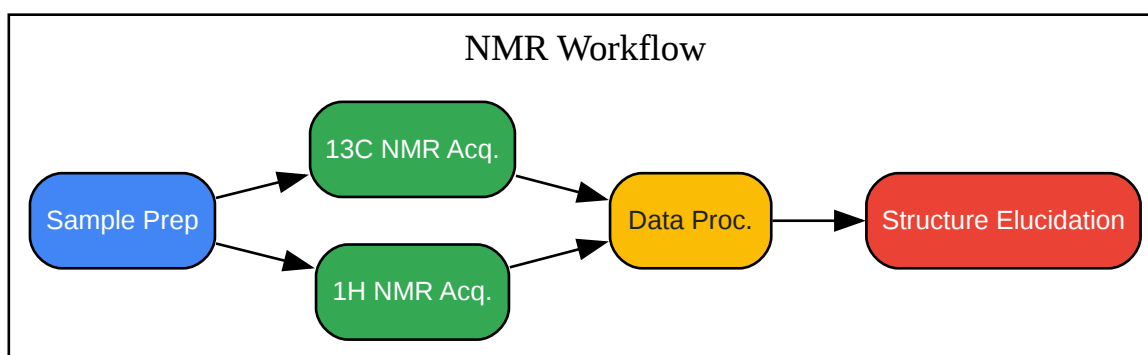 NMR Workflow
Sample Prep
13C NMR Acq.
1H NMR Acq.
Data Proc.
Structure Elucidation